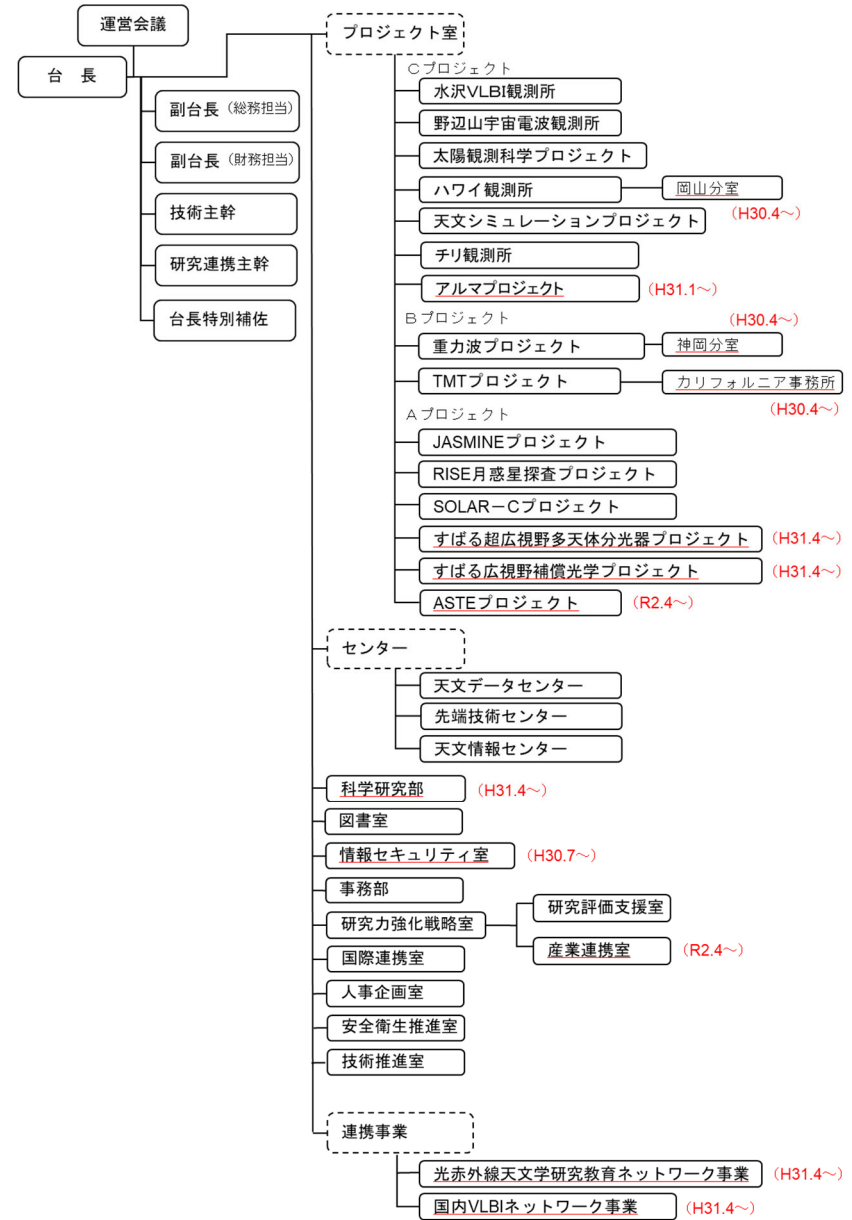 運営会議
台 長
副台長（総務担当）
副台長（財務担当）
技術主幹
研究連携主幹
台長特別補佐
プロジェクト室
Ｃプロジェクト
水沢VLBI観測所
野辺山宇宙電波観測所
太陽観測科学プロジェクト
ハワイ観測所
岡山分室
（H30.4～）
天文シミュレーションプロジェクト
チリ観測所
アルマプロジェクト
（H31.1～）
Ｂプロジェクト
（H30.4～）
重力波プロジェクト
神岡分室
TMTプロジェクト
カリフォルニア事務所
（H30.4～）
Ａプロジェクト
JASMINEプロジェクト
RISE月惑星探査プロジェクト
SOLAR－Cプロジェクト
すばる超広視野多天体分光器プロジェクト
（H31.4～）
すばる広視野補償光学プロジェクト
（H31.4～）
ASTEプロジェクト
（R2.4～）
センター
天文データセンター
先端技術センター
天文情報センター
科学研究部
（H31.4～）
図書室
情報セキュリティ室
（H30.7～）
事務部
研究力強化戦略室
研究評価支援室
産業連携室
（R2.4～）
国際連携室
人事企画室
安全衛生推進室
技術推進室
連携事業
光赤外線天文学研究教育ネットワーク事業
（H31.4～）
国内VLBIネットワーク事業
（H31.4～）